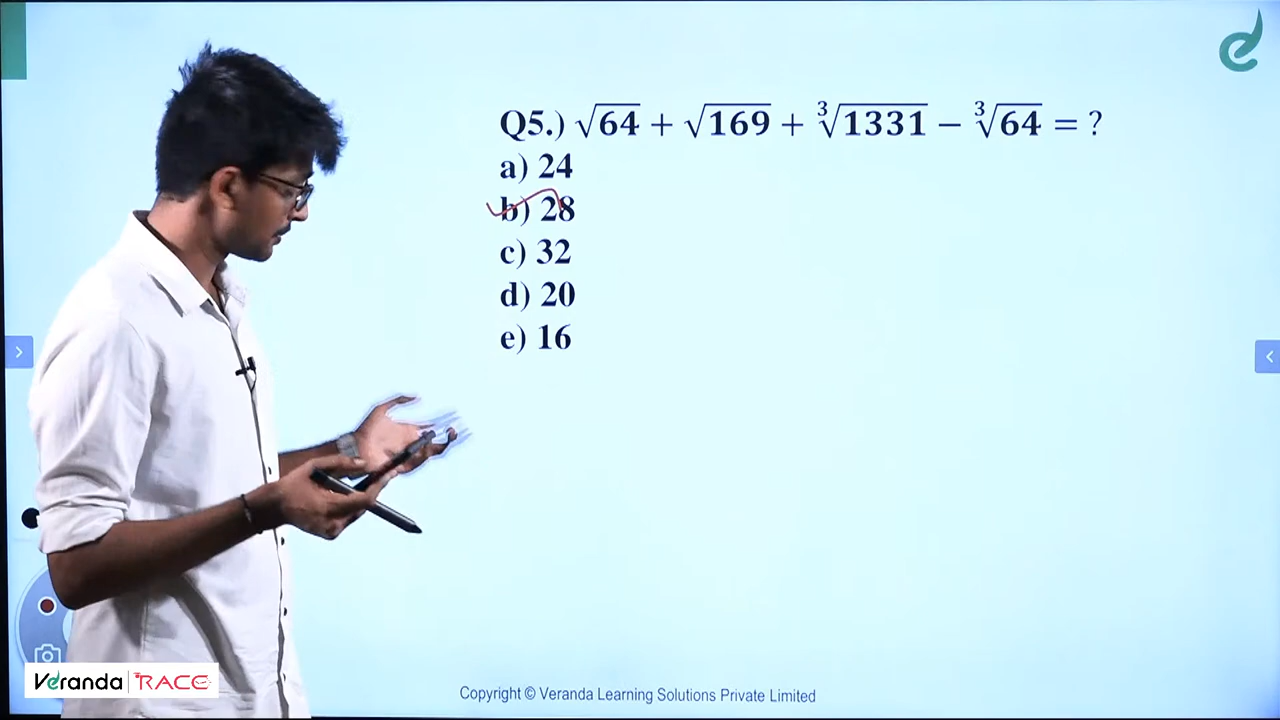 Q5.) √64 + √169 + ∛1331 − ∛64 = ?
a) 24
b) 28
c) 32
d) 20
e) 16
Veranda RACE
Copyright © Veranda Learning Solutions Private Limited